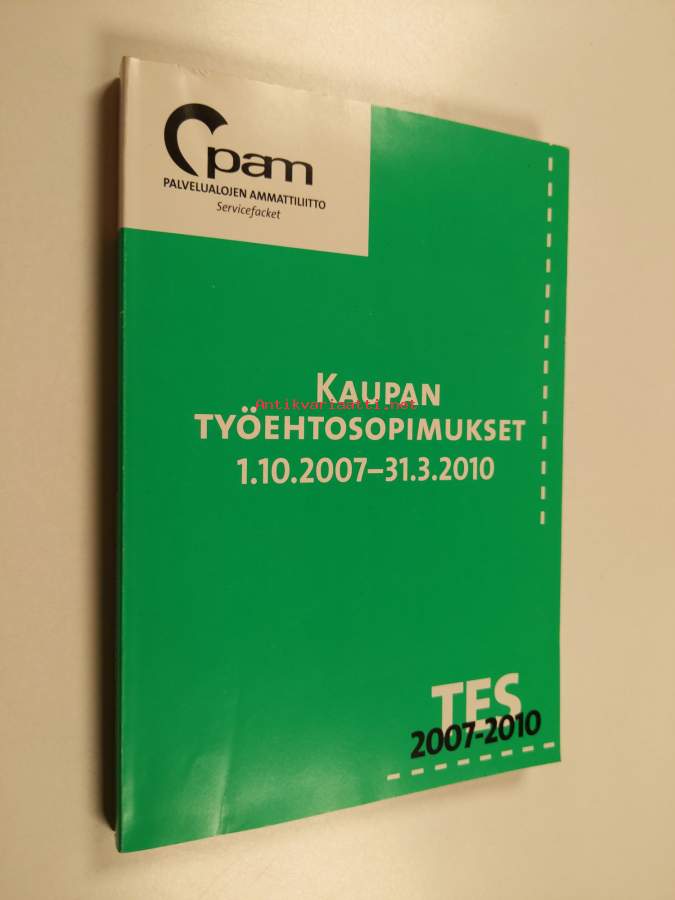 pam
PALVELUALOJEN AMMATTILIITTO
Servicefacket
KAUPAN
Antikvariaatti.net
TYÖEHTOSOPIMUKSET
1.10.2007–31.3.2010
TES
2007-2010